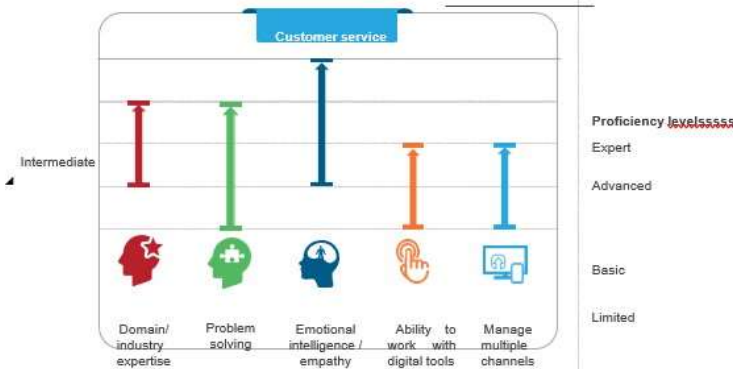 Customer service
Proficiency levelsssss
Expert
Intermediate
Advanced
Basic
Limited
Domain/
industry
expertise
Problem
solving
Emotional
intelligence /
empathy
Ability to
work with
digital tools
Manage
multiple
channels